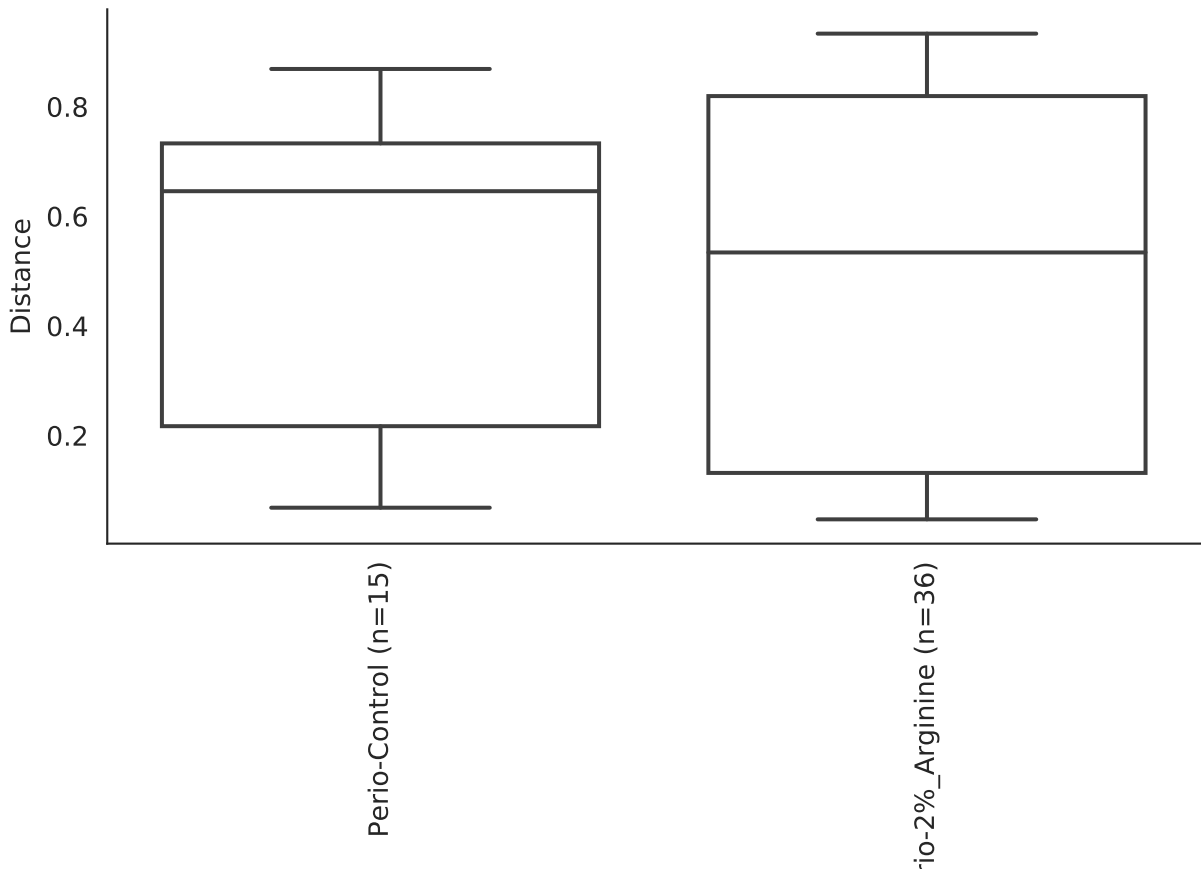 Distance
0.8
0.6
0.4
0.2
Perio-Control (n=15)
rio-2%_Arginine (n=36)